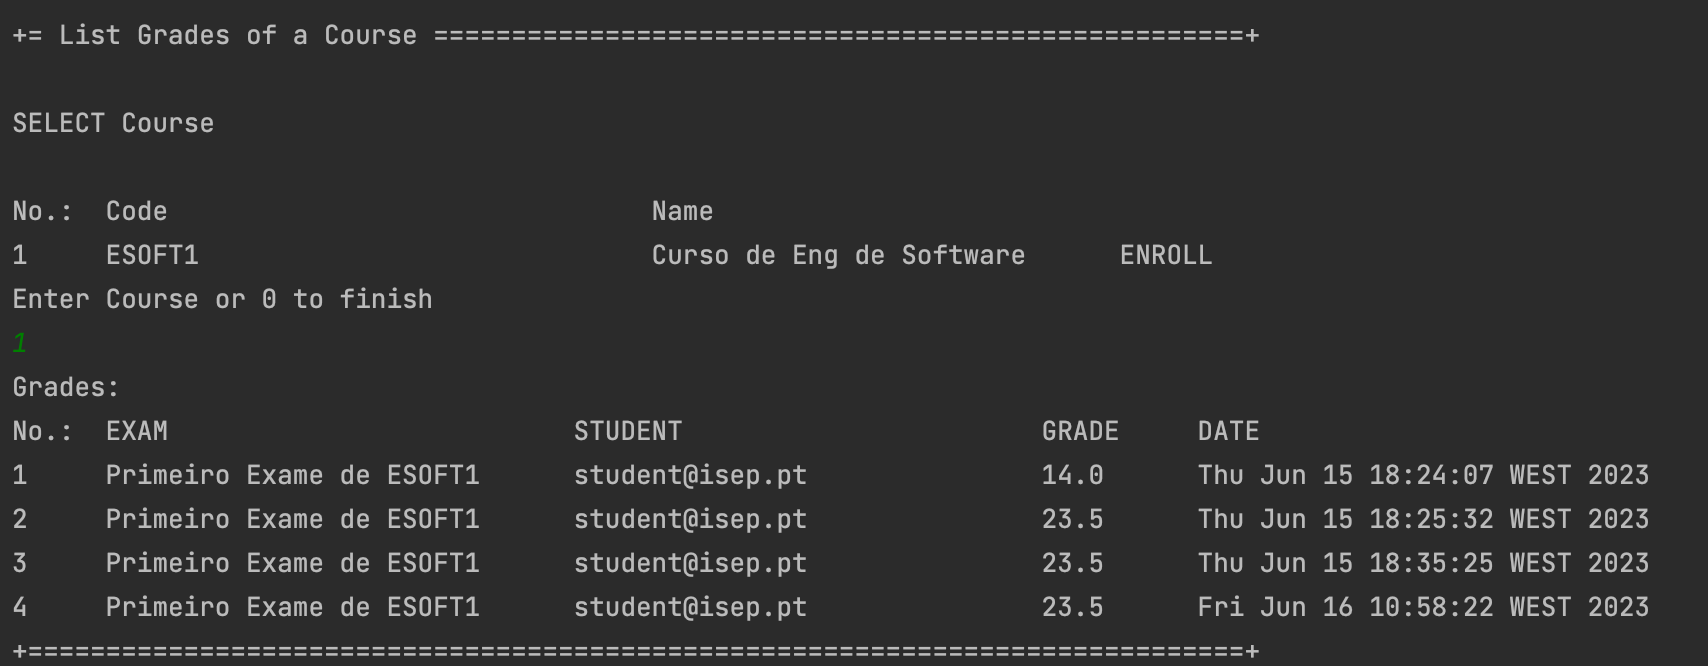 += List Grades of a Course ====================================================+
SELECT Course
No.: Code Name
1 ESOFT1 Curso de Eng de Software ENROLL
Enter Course or 0 to finish
1
Grades:
No.: EXAM STUDENT GRADE DATE
1 Primeiro Exame de ESOFT1 student@isep.pt 14.0 Thu Jun 15 18:24:07 WEST 2023
2 Primeiro Exame de ESOFT1 student@isep.pt 23.5 Thu Jun 15 18:25:32 WEST 2023
3 Primeiro Exame de ESOFT1 student@isep.pt 23.5 Thu Jun 15 18:35:25 WEST 2023
4 Primeiro Exame de ESOFT1 student@isep.pt 23.5 Fri Jun 16 10:58:22 WEST 2023
+==============================================================================+